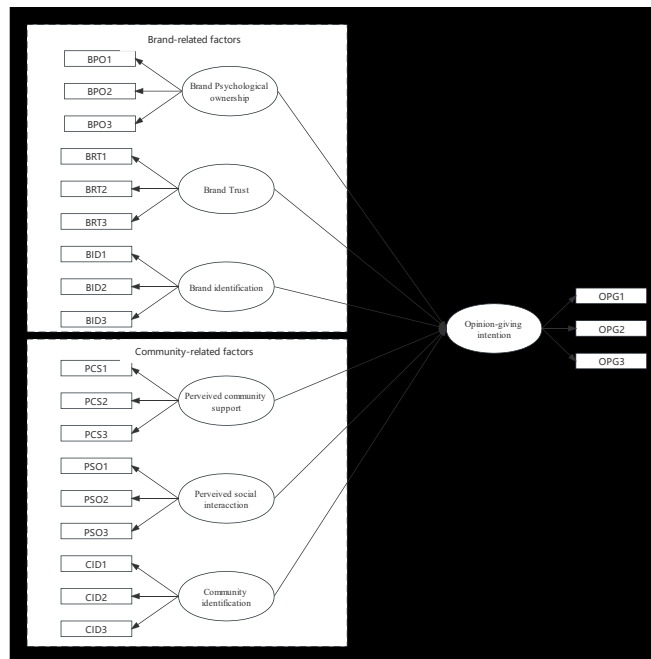 Brand-related factors
BPO1
BPO2
BPO3
Brand Psychological
ownership
BRT1
BRT2
BRT3
Brand Trust
BID1
BID2
BID3
Brand identification
Community-related factors
PCS1
PCS2
PCS3
Perveived community
support
PSO1
PSO2
PSO3
Perveived social
interacction
CID1
CID2
CID3
Community
identification
Opinion-giving
intention
OPG1
OPG2
OPG3